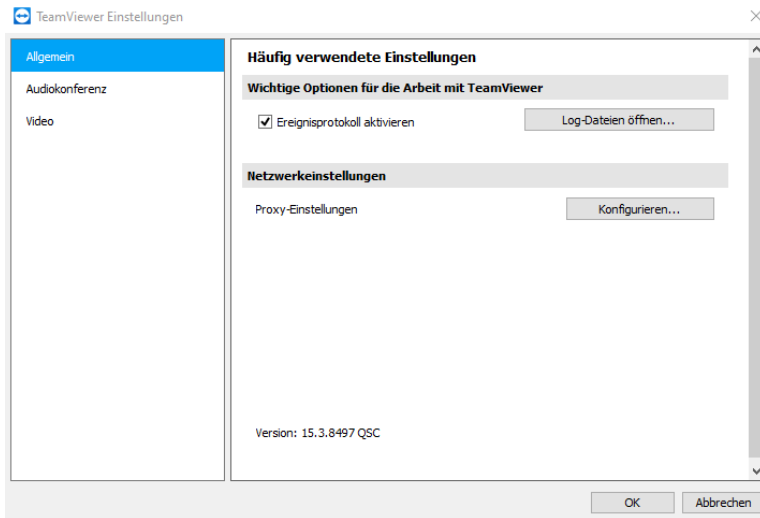 TeamViewer Einstellungen
Allgemein
Audiokonferenz
Video
Häufig verwendete Einstellungen
Wichtige Optionen für die Arbeit mit TeamViewer
Ereignisprotokoll aktivieren
Log-Dateien öffnen...
Netzwerkeinstellungen
Proxy-Einstellungen
Konfigurieren...
Version: 15.3.8497 QSC
OK
Abbrechen